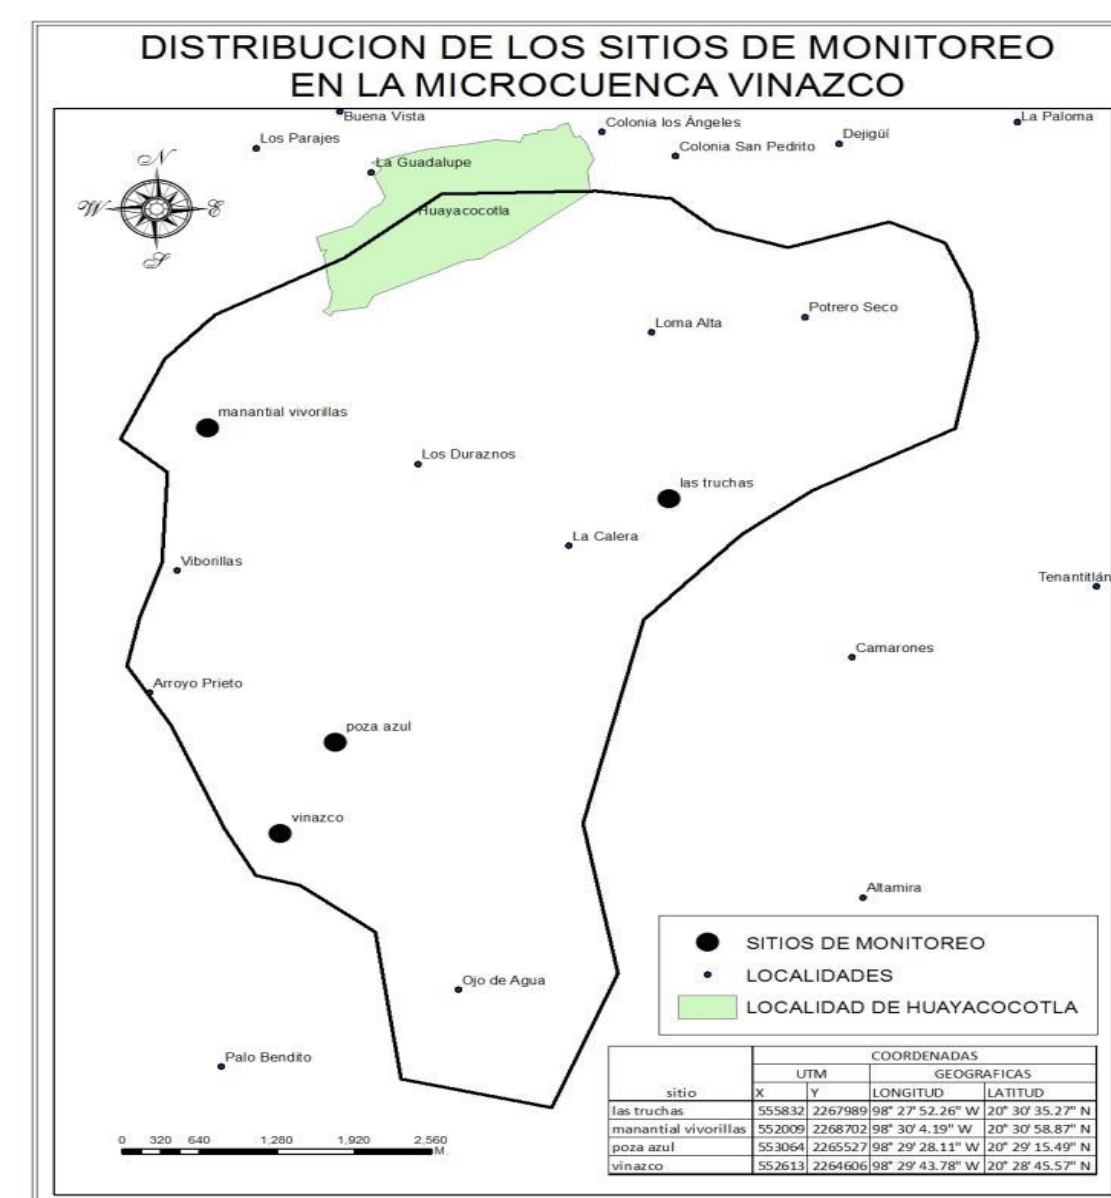 DISTRIBUCION DE LOS SITIOS DE MONITOREO
EN LA MICROCUENCA VINAZCO
Buena Vista
Los Parajes
Colonia los Ángeles
La Paloma
Dejigüí
Colonia San Pedrito
La Guadalupe
N
W E
S
Huayacocotla
Potrero Seco
Loma Alta
manantial vivorillas
Los Duraznos
las truchas
La Calera
Viborillas
Tenantitlán
Camarones
Arroyo Prieto
poza azul
vinazco
Altamira
Ojo de Agua
Palo Bendito
SITIOS DE MONITOREO
LOCALIDADES
LOCALIDAD DE HUAYACOCOTLA
0 320 640 1,280 1,920 2,560
M.
COORDENADAS
UTM GEOGRAFICAS
sitio X Y LONGITUD LATITUD
las truchas 555832 2267989 98° 27' 52.26" W 20° 30' 35.27" N
manantial vivorillas 552009 2268702 98° 30' 4.19" W 20° 30' 58.87" N
poza azul 553064 2265527 98° 29' 28.11" W 20° 29' 15.49" N
vinazco 552613 2264606 98° 29' 43.78" W 20° 28' 45.57" N